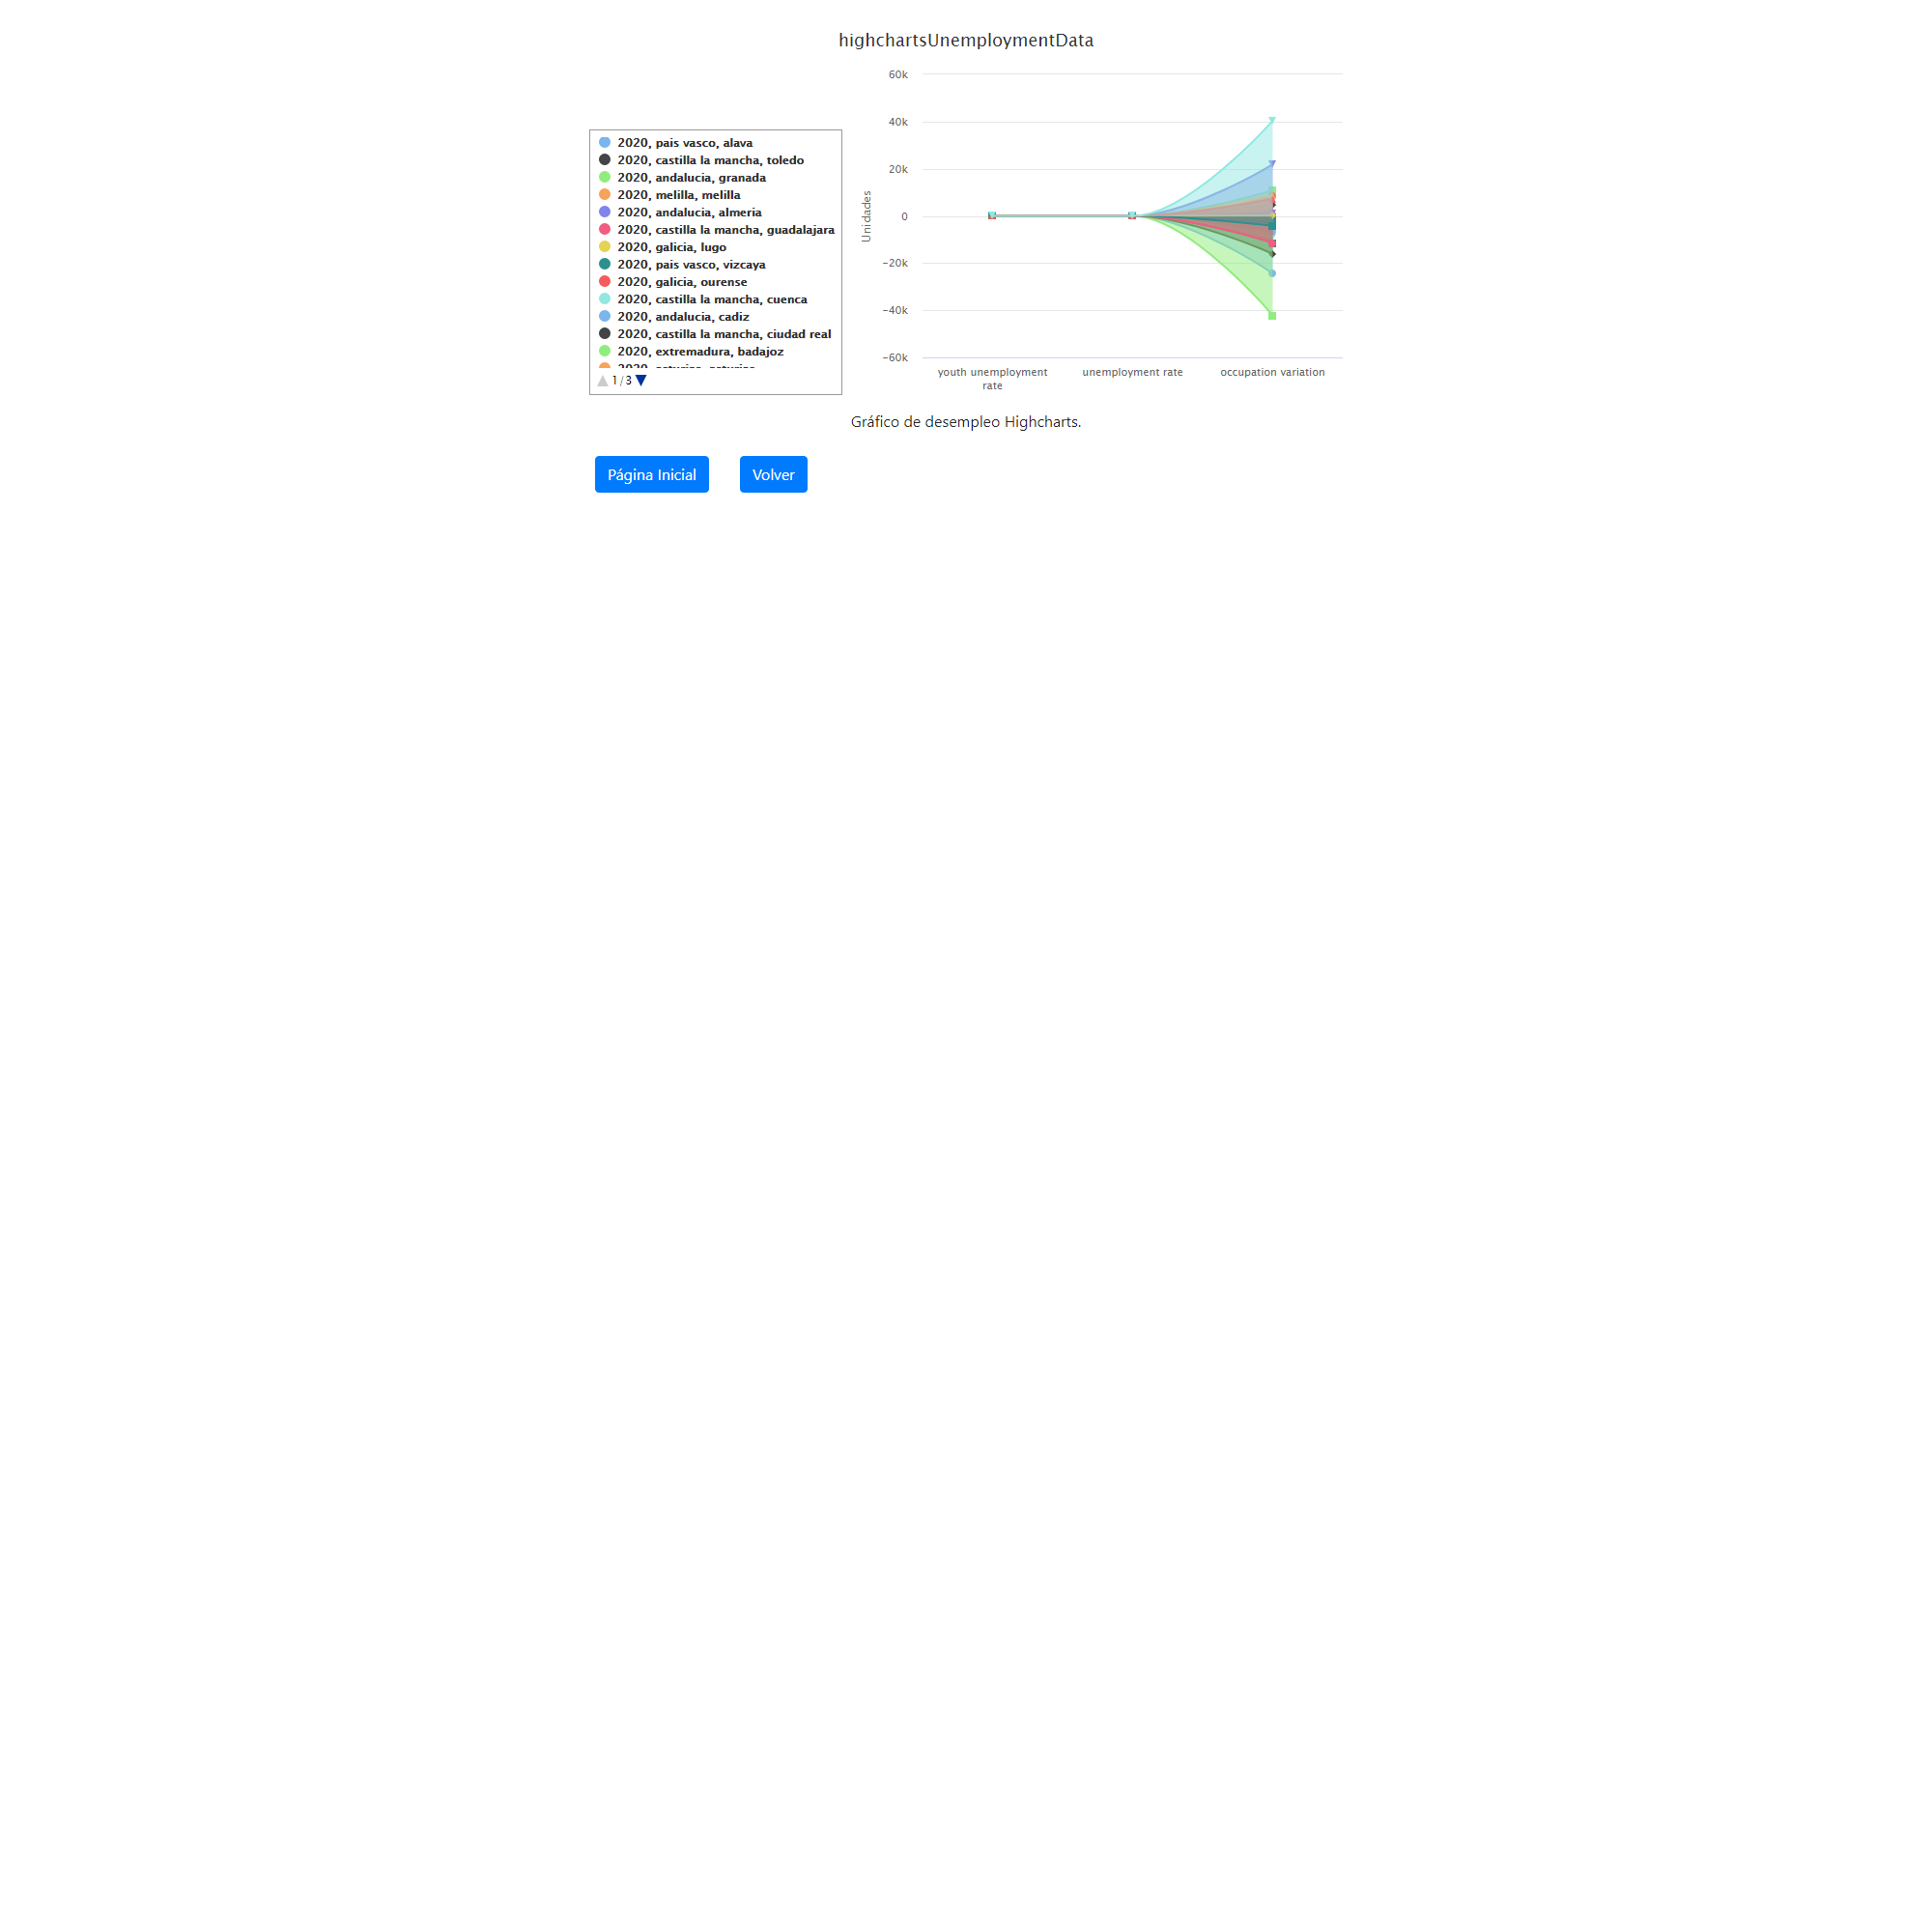 highchartsUnemploymentData
2020, pais vasco, alava
2020, castilla la mancha, toledo
2020, andalucia, granada
2020, melilla, melilla
2020, andalucia, almeria
2020, castilla la mancha, guadalajara
2020, galicia, lugo
2020, pais vasco, vizcaya
2020, galicia, ourense
2020, castilla la mancha, cuenca
2020, andalucia, cadiz
2020, castilla la mancha, ciudad real
2020, extremadura, badajoz
1/3
Unidades
60k
40k
20k
0
-20k
-40k
-60k
youth unemployment
rate
unemployment rate
occupation variation
Gráfico de desempleo Highcharts.
Página Inicial
Volver